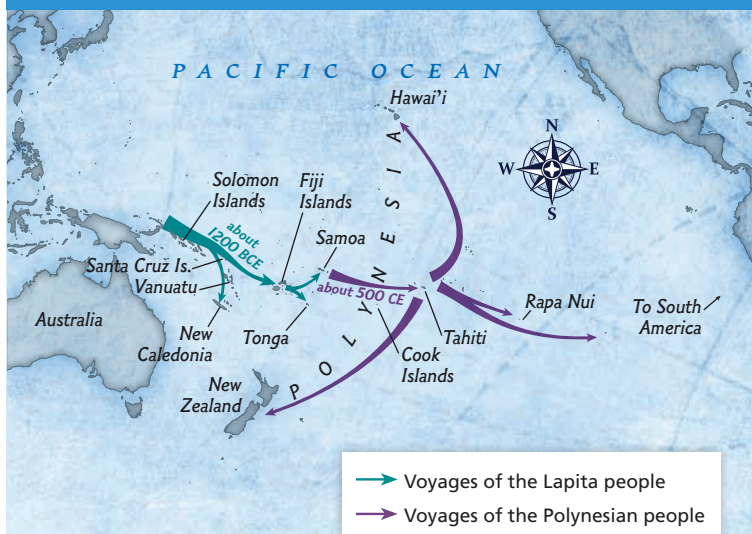 PACIFIC OCEAN
Hawai'i
N
W
E
S
POLYNESIA
Solomon
Islands
Fiji
Islands
about
1200 BCE
Samoa
Santa Cruz Is.
Vanuatu
about 500 CE
Rapa Nui
To South
America
Australia
New
Caledonia
Tonga
Tahiti
Cook
Islands
New
Zealand
Voyages of the Lapita people
Voyages of the Polynesian people